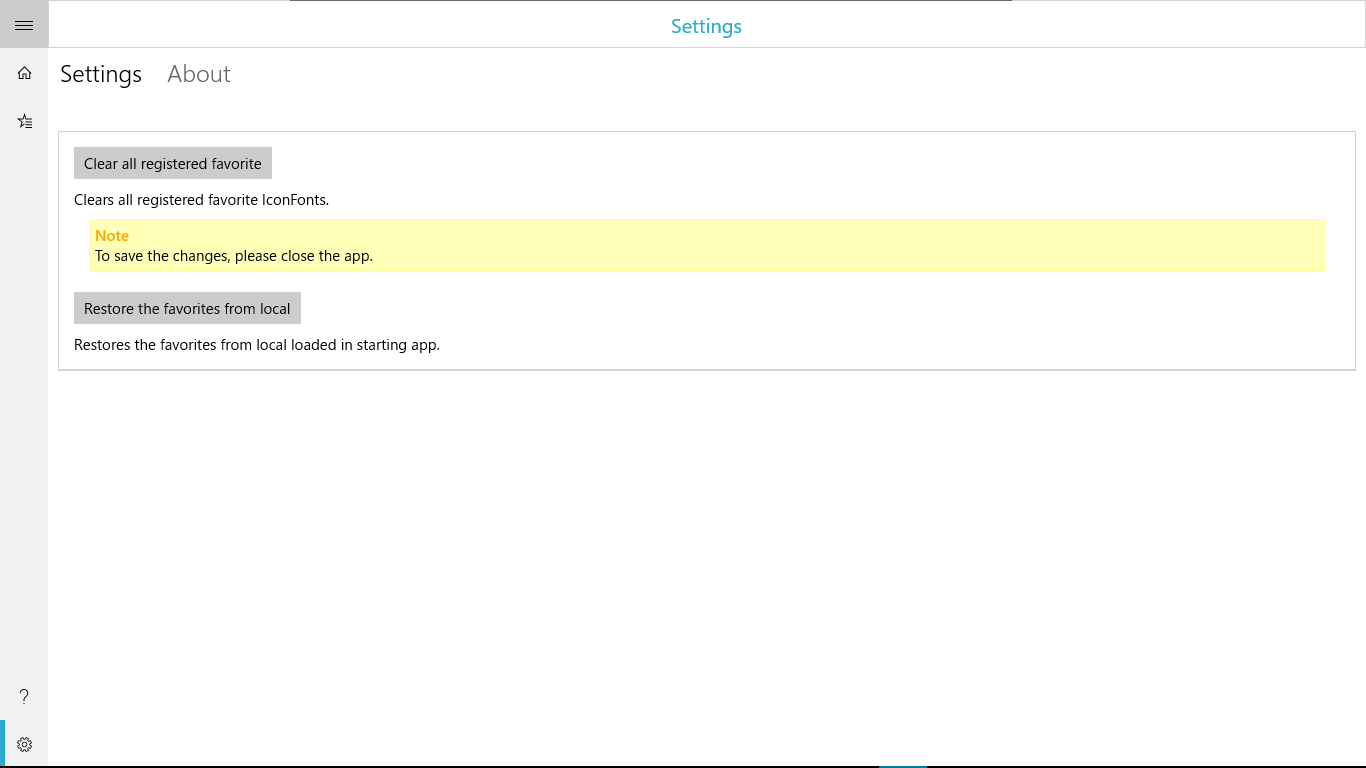 Settings
Settings About
Clear all registered favorite
Clears all registered favorite IconFonts.
Note
To save the changes, please close the app.
Restore the favorites from local
Restores the favorites from local loaded in starting app.